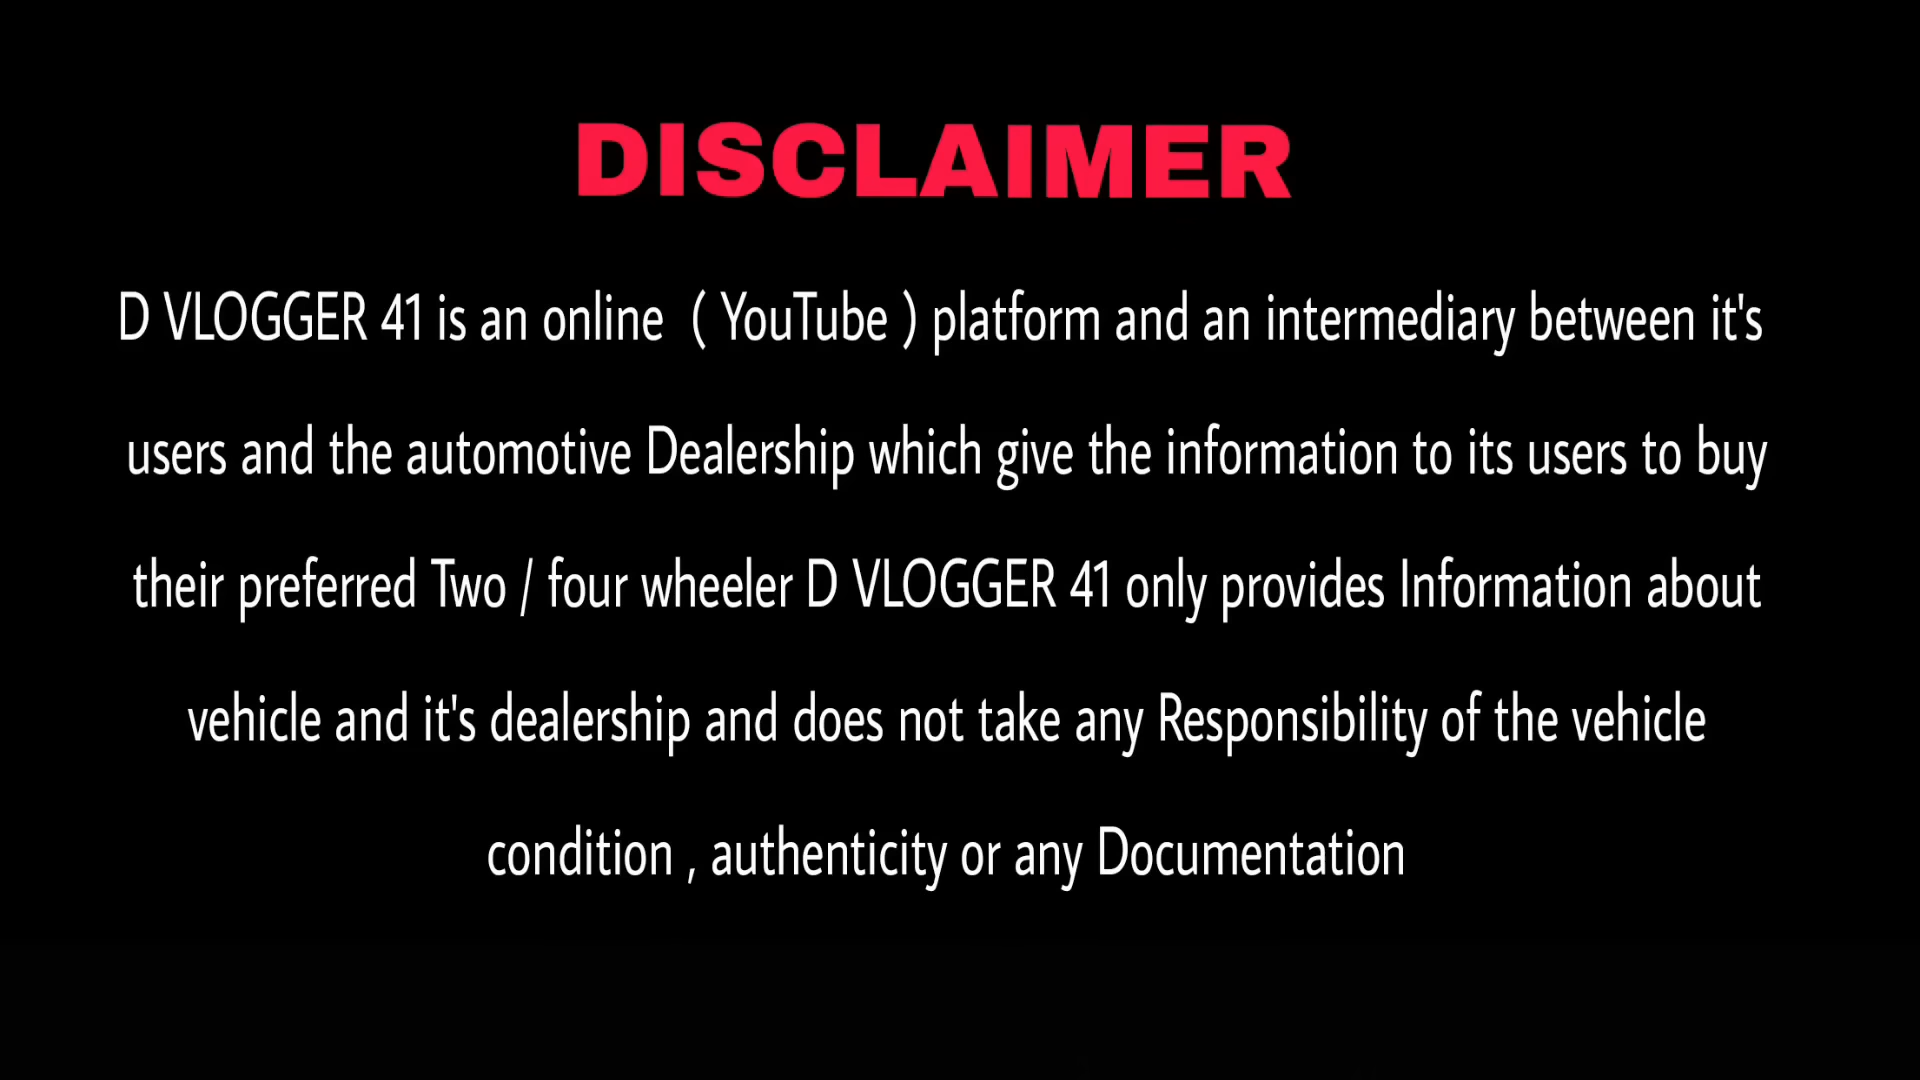 DISCLAIMER
D VLOGGER 41 is an online ( YouTube ) platform and an intermediary between it's
users and the automotive Dealership which give the information to its users to buy
their preferred Two / four wheeler D VLOGGER 41 only provides Information about
vehicle and it's dealership and does not take any Responsibility of the vehicle
condition , authenticity or any Documentation